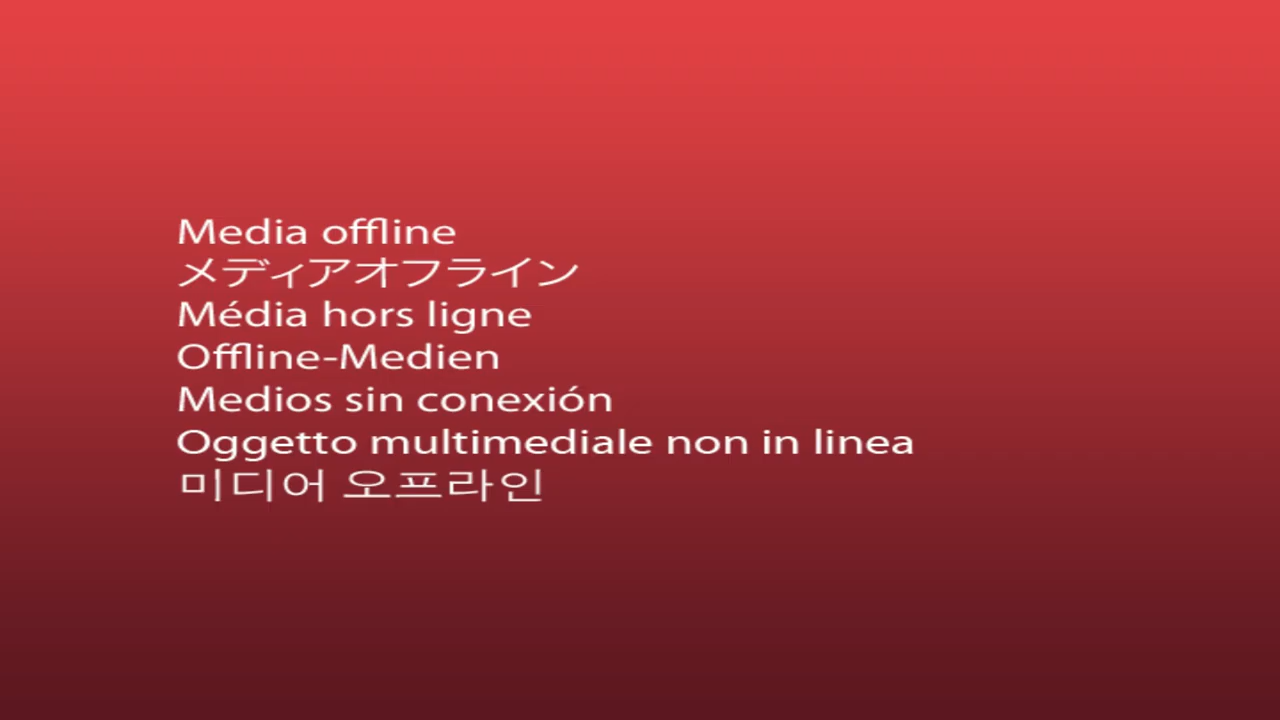 Media offline
メディアオフライン
Média hors ligne
Offline-Medien
Medios sin conexión
Oggetto multimediale non in linea
미디어 오프라인